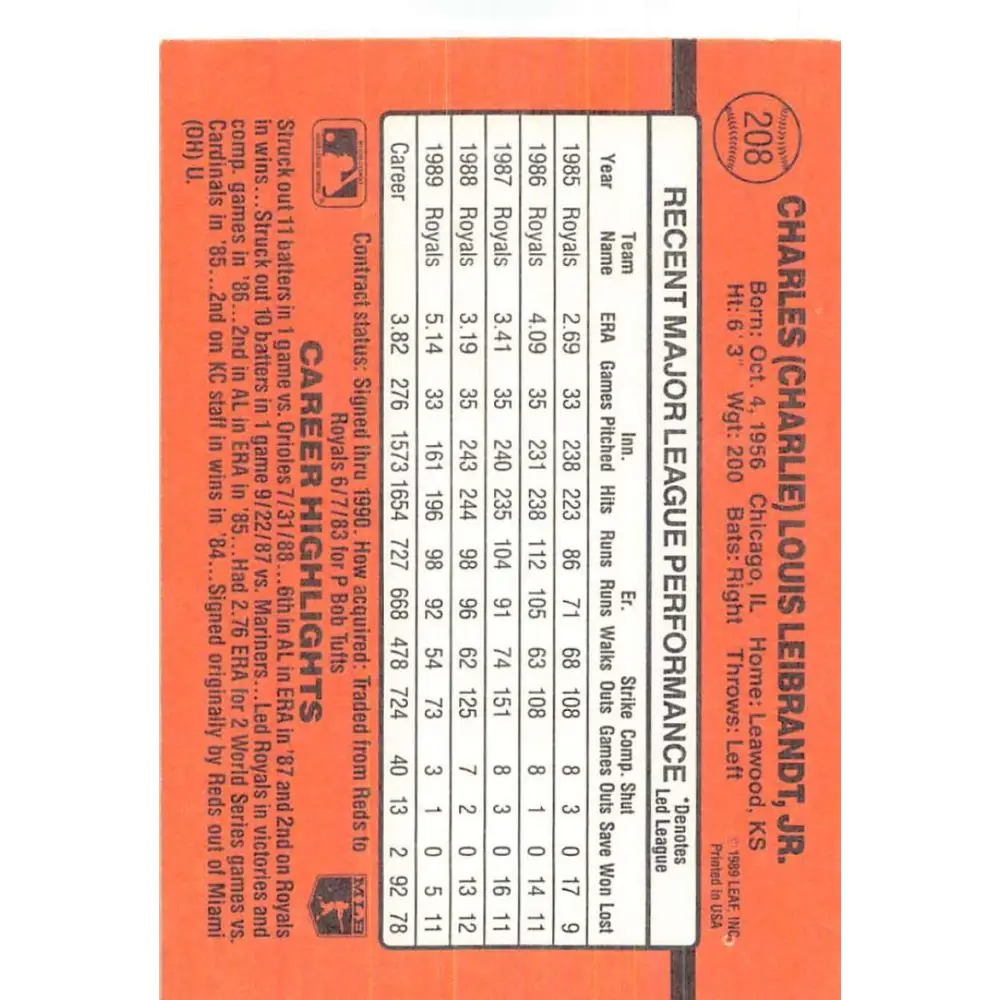 208
CHARLES (CHARLIE) LOUIS LEIBRANDT, JR.
Born: Oct. 4, 1956 Chicago, IL Home: Leawood, KS
Ht: 6'3" Wgt: 200 Bats: Right Throws: Left
© 1989 LEAF, INC.
Printed in USA
RECENT MAJOR LEAGUE PERFORMANCE *Denotes
Led League
Team Inn. Er. Strike Comp. Shut
Year Name ERA Games Pitched Hits Runs Runs Walks Outs Games Outs Save Won Lost
1985 Royals 2.69 33 238 223 86 71 68 108 8 3 0 17 9
1986 Royals 4.09 35 231 238 112 105 63 108 8 1 0 14 11
1987 Royals 3.41 35 240 235 104 91 74 151 8 3 0 16 11
1988 Royals 3.19 35 243 244 98 96 62 125 7 2 0 13 12
1989 Royals 5.14 33 161 196 98 92 54 73 3 1 0 5 11
Career 3.82 276 1573 1654 727 668 478 724 40 13 2 92 78
MLB
Contract status: Signed thru 1990. How acquired: Traded from Reds to
Royals 6/7/83 for P Bob Tufts
CAREER HIGHLIGHTS
Struck out 11 batters in 1 game vs. Orioles 7/31/88...6th in AL in ERA in '87 and 2nd on Royals
in wins...Struck out 10 batters in 1 game 9/22/87 vs. Mariners...Led Royals in victories and
comp. games in '86...2nd in AL in ERA in '85...Had 2.76 ERA for 2 World Series games vs.
Cardinals in '85...2nd on KC staff in wins in '84...Signed originally by Reds out of Miami
(OH) U.